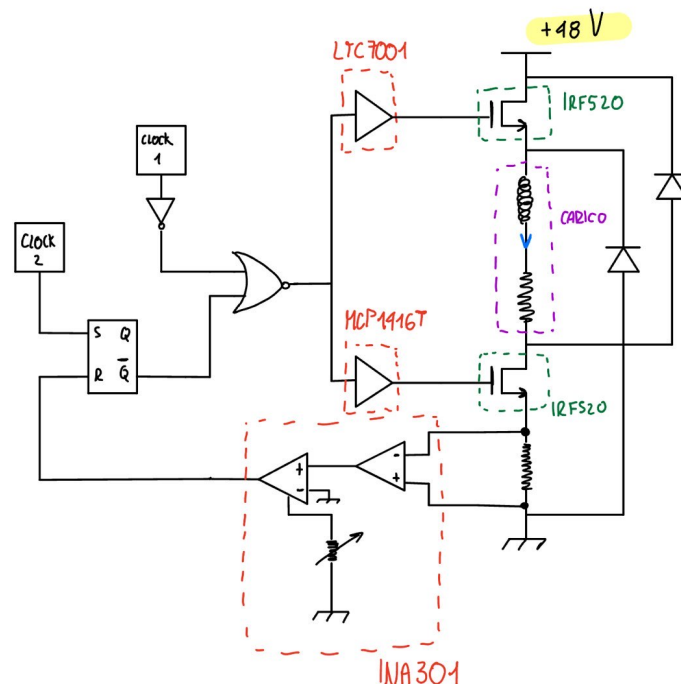 +48 V
LTC7001
IRF520
CLOCK
1
CARICO
CLOCK
2
S Q
R Q̅
MCP1416T
IRF520
-
+
+
-
INA301